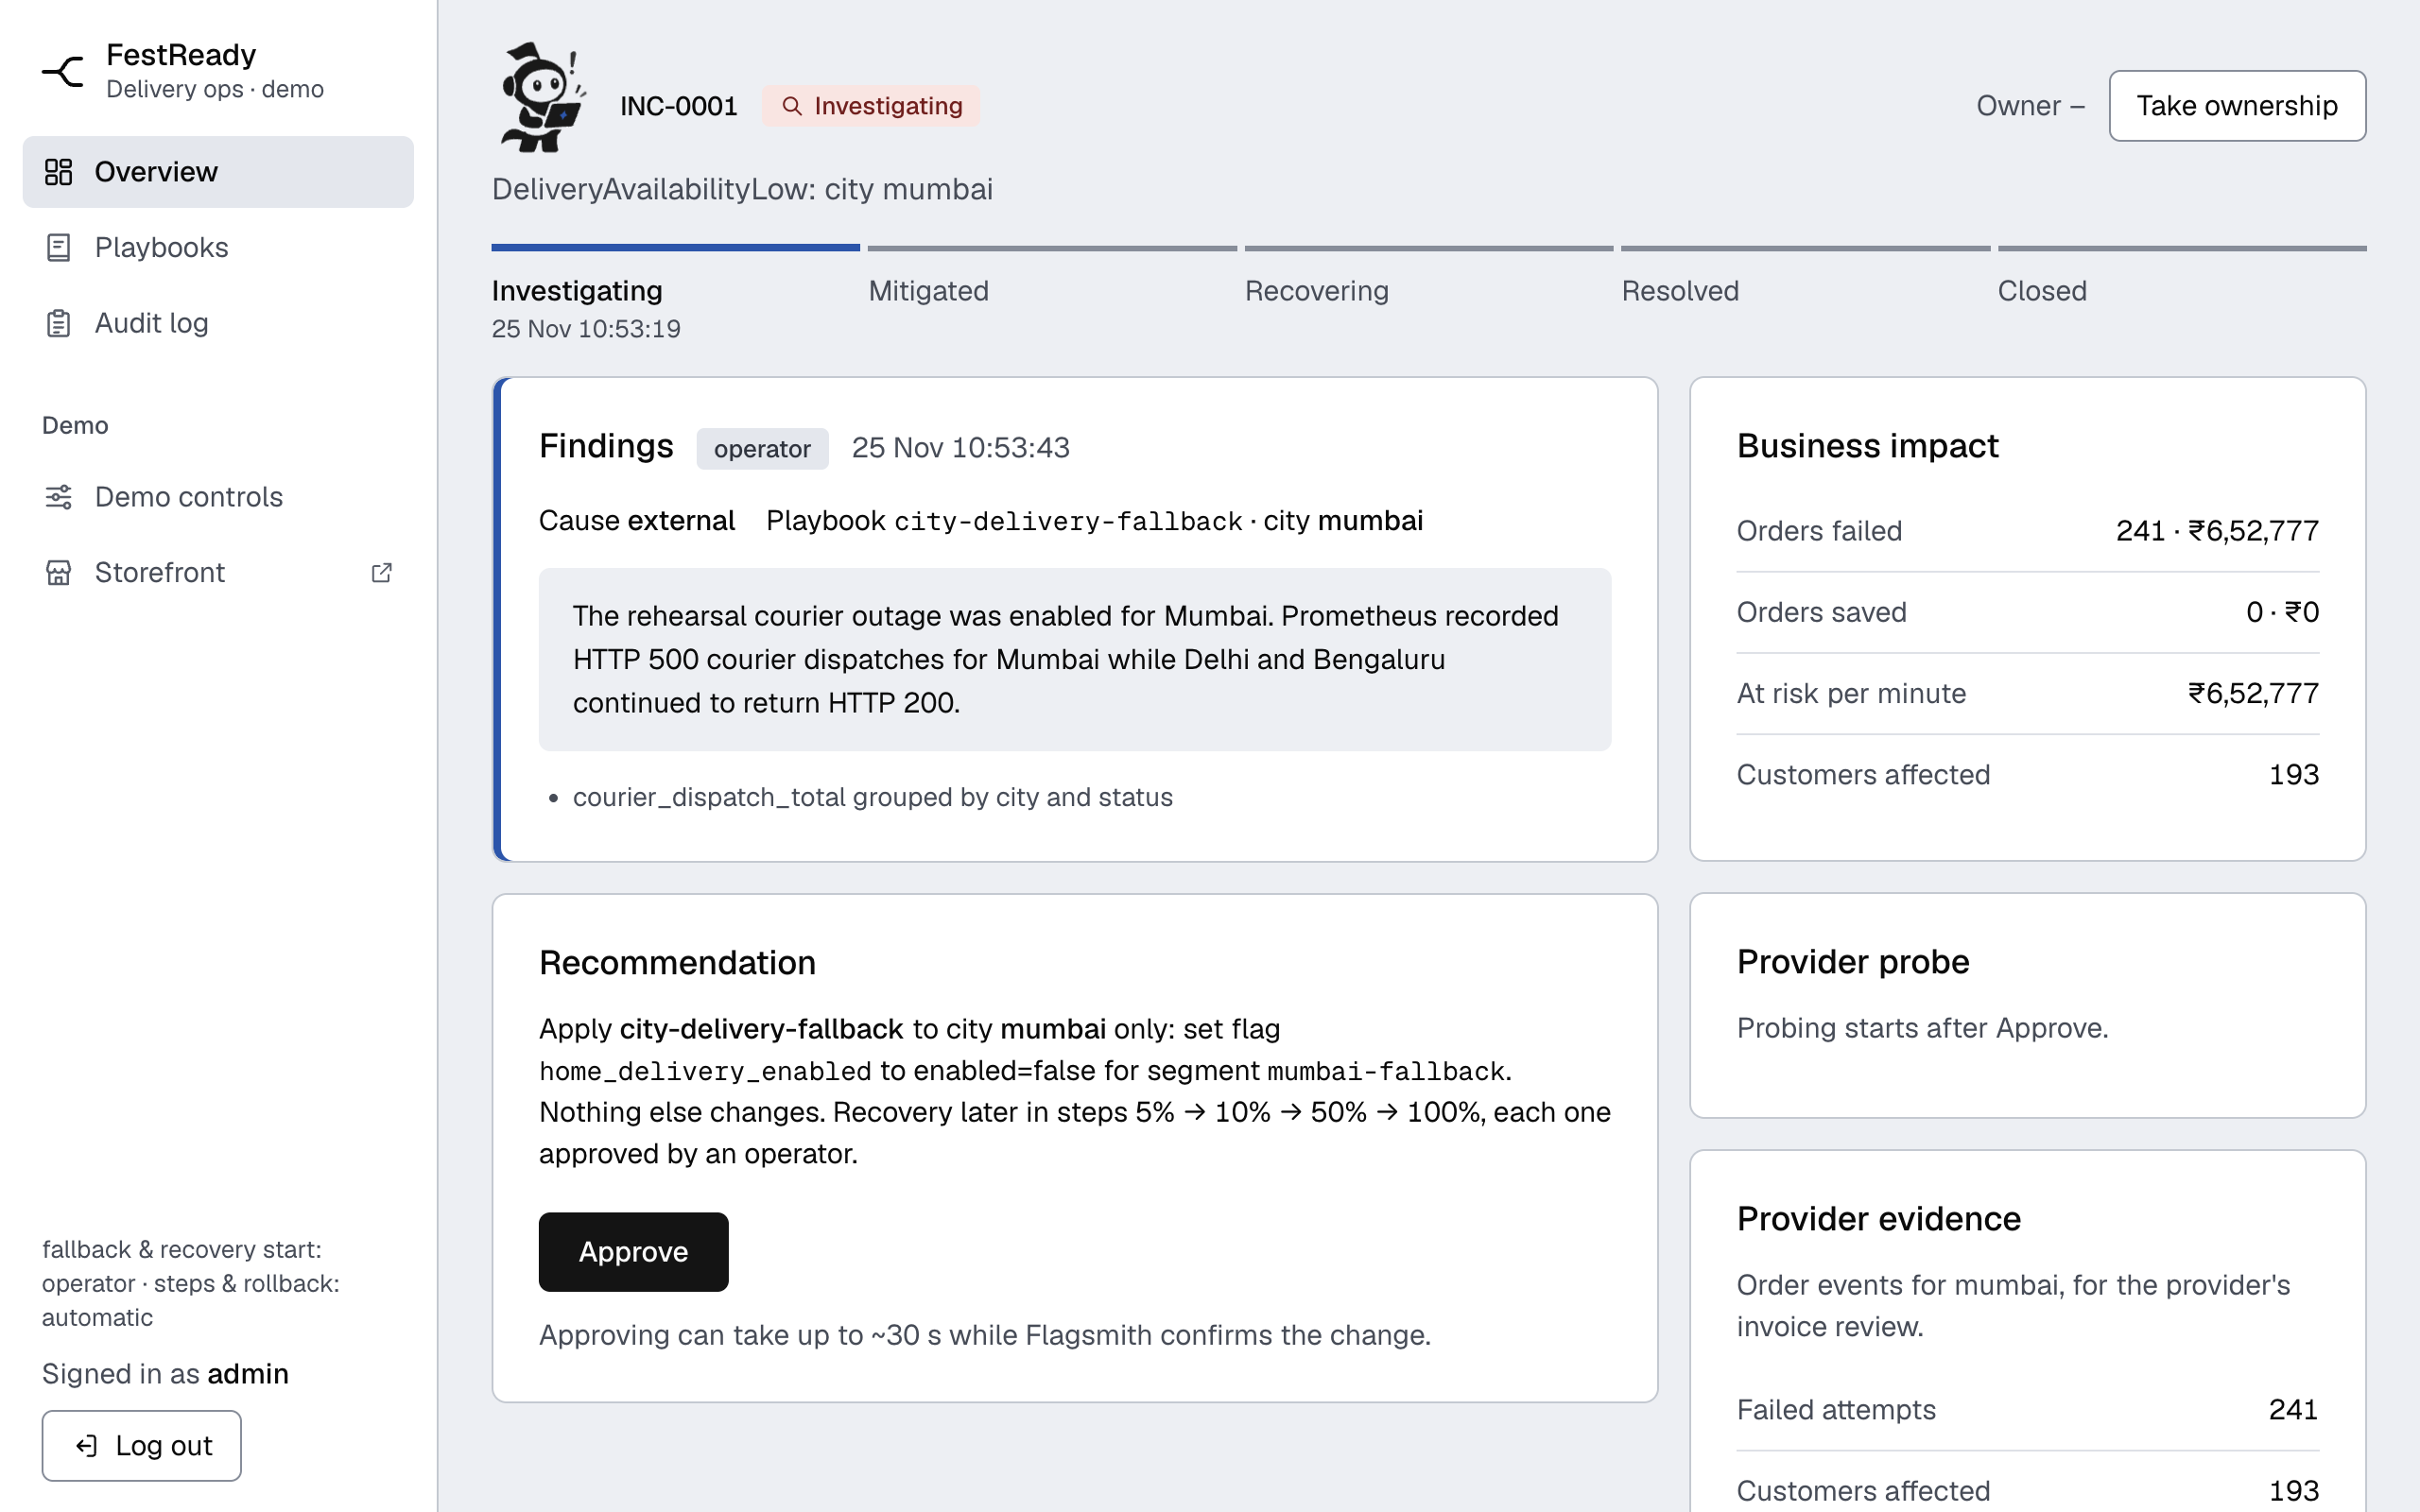 FestReady
Delivery ops · demo
Overview
Playbooks
Audit log
Demo
Demo controls
Storefront
fallback & recovery start:
operator · steps & rollback:
automatic
Signed in as admin
Log out
INC-0001
Investigating
Owner –
Take ownership
DeliveryAvailabilityLow: city mumbai
Investigating
25 Nov 10:53:19
Mitigated
Recovering
Resolved
Closed
Findings operator 25 Nov 10:53:43
Cause external Playbook city-delivery-fallback · city mumbai
The rehearsal courier outage was enabled for Mumbai. Prometheus recorded
HTTP 500 courier dispatches for Mumbai while Delhi and Bengaluru
continued to return HTTP 200.
• courier_dispatch_total grouped by city and status
Recommendation
Apply city-delivery-fallback to city mumbai only: set flag
home_delivery_enabled to enabled=false for segment mumbai-fallback.
Nothing else changes. Recovery later in steps 5% → 10% → 50% → 100%, each one
approved by an operator.
Approve
Approving can take up to ~30 s while Flagsmith confirms the change.
Business impact
Orders failed 241 · ₹6,52,777
Orders saved 0 · ₹0
At risk per minute ₹6,52,777
Customers affected 193
Provider probe
Probing starts after Approve.
Provider evidence
Order events for mumbai, for the provider's
invoice review.
Failed attempts 241
Customers affected 193